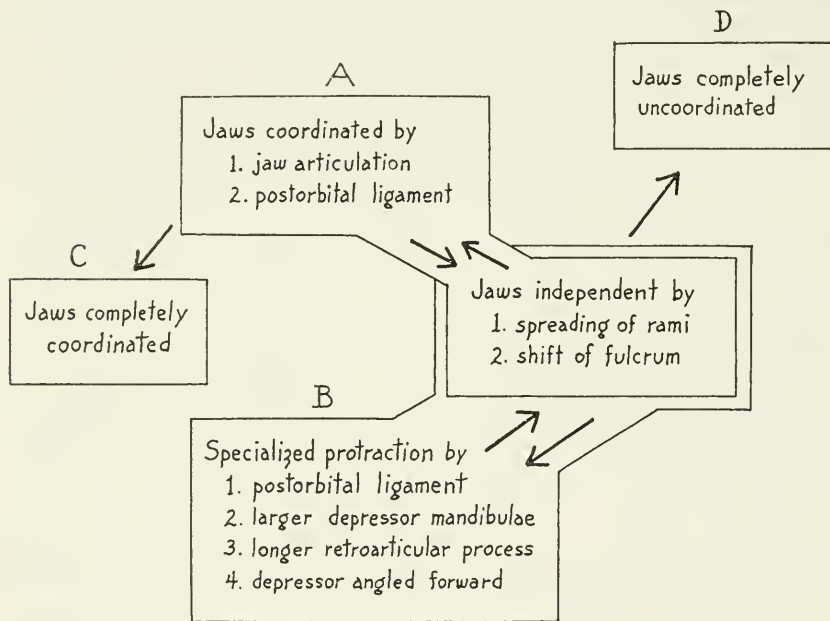 D
Jaws completely
uncoordinated
A
Jaws coordinated by
1. jaw articulation
2. postorbital ligament
C
Jaws completely
coordinated
Jaws independent by
1. spreading of rami
2. shift of fulcrum
B
Specialized protraction by
1. postorbital ligament
2. larger depressor mandibulae
3. longer retroarticular process
4. depressor angled forward